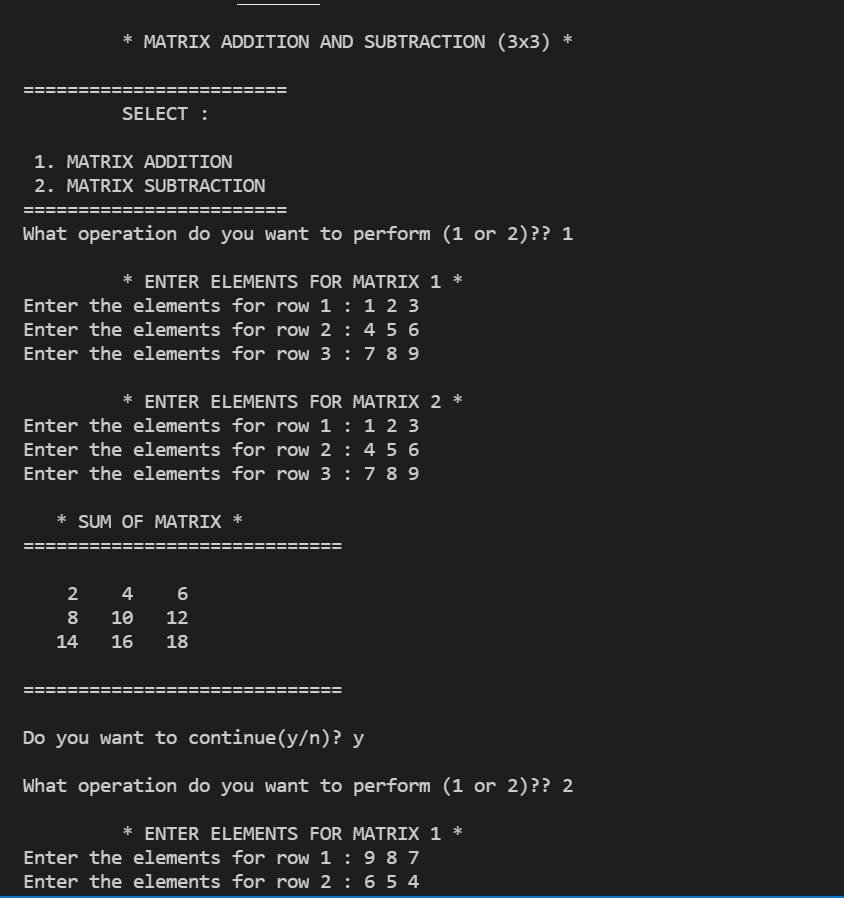 * MATRIX ADDITION AND SUBTRACTION (3x3) *
========================
SELECT :
1. MATRIX ADDITION
2. MATRIX SUBTRACTION
========================
What operation do you want to perform (1 or 2)?? 1
* ENTER ELEMENTS FOR MATRIX 1 *
Enter the elements for row 1 : 1 2 3
Enter the elements for row 2 : 4 5 6
Enter the elements for row 3 : 7 8 9
* ENTER ELEMENTS FOR MATRIX 2 *
Enter the elements for row 1 : 1 2 3
Enter the elements for row 2 : 4 5 6
Enter the elements for row 3 : 7 8 9
* SUM OF MATRIX *
=============================
2 4 6
8 10 12
14 16 18
=============================
Do you want to continue(y/n)? y
What operation do you want to perform (1 or 2)?? 2
* ENTER ELEMENTS FOR MATRIX 1 *
Enter the elements for row 1 : 9 8 7
Enter the elements for row 2 : 6 5 4